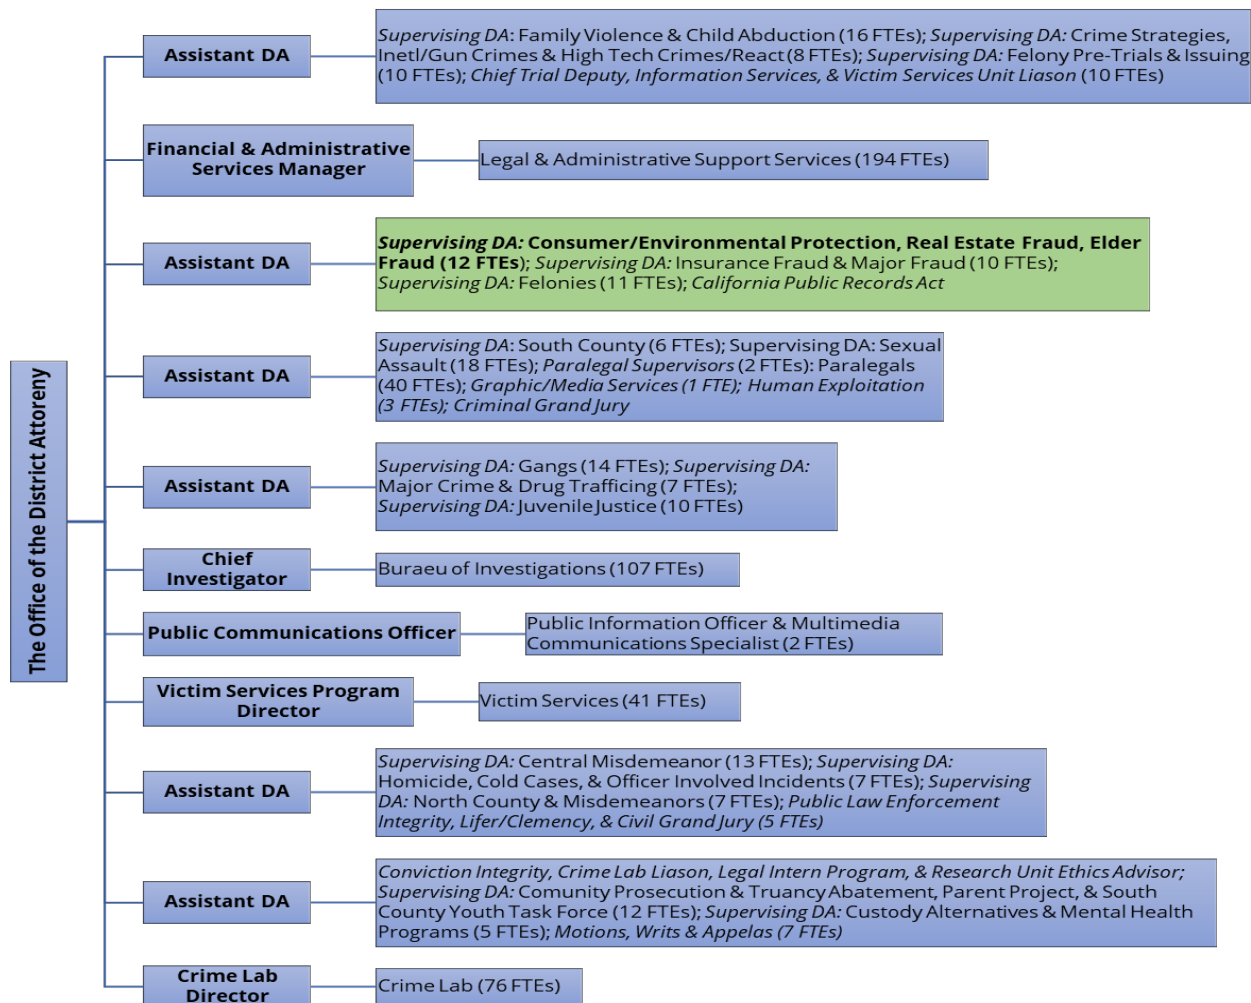 The Office of the District Attoreny
Assistant DA
Supervising DA: Family Violence & Child Abduction (16 FTEs); Supervising DA: Crime Strategies,
Inetl/Gun Crimes & High Tech Crimes/React (8 FTEs); Supervising DA: Felony Pre-Trials & Issuing
(10 FTEs); Chief Trial Deputy, Information Services, & Victim Services Unit Liason (10 FTEs)
Financial & Administrative
Services Manager
Legal & Administrative Support Services (194 FTEs)
Assistant DA
Supervising DA: Consumer/Environmental Protection, Real Estate Fraud, Elder
Fraud (12 FTEs); Supervising DA: Insurance Fraud & Major Fraud (10 FTEs);
Supervising DA: Felonies (11 FTEs); California Public Records Act
Assistant DA
Supervising DA: South County (6 FTEs); Supervising DA: Sexual
Assault (18 FTEs); Paralegal Supervisors (2 FTEs): Paralegals
(40 FTEs); Graphic/Media Services (1 FTE); Human Exploitation
(3 FTEs); Criminal Grand Jury
Assistant DA
Supervising DA: Gangs (14 FTEs); Supervising DA:
Major Crime & Drug Trafficing (7 FTEs);
Supervising DA: Juvenile Justice (10 FTEs)
Chief
Investigator
Buraeu of Investigations (107 FTEs)
Public Communications Officer
Public Information Officer & Multimedia
Communications Specialist (2 FTEs)
Victim Services Program
Director
Victim Services (41 FTEs)
Assistant DA
Supervising DA: Central Misdemeanor (13 FTEs); Supervising DA:
Homicide, Cold Cases, & Officer Involved Incidents (7 FTEs); Supervising
DA: North County & Misdemeanors (7 FTEs); Public Law Enforcement
Integrity, Lifer/Clemency, & Civil Grand Jury (5 FTEs)
Assistant DA
Conviction Integrity, Crime Lab Liason, Legal Intern Program, & Research Unit Ethics Advisor;
Supervising DA: Comunity Prosecution & Truancy Abatement, Parent Project, & South
County Youth Task Force (12 FTEs); Supervising DA: Custody Alternatives & Mental Health
Programs (5 FTEs); Motions, Writs & Appelas (7 FTEs)
Crime Lab
Director
Crime Lab (76 FTEs)